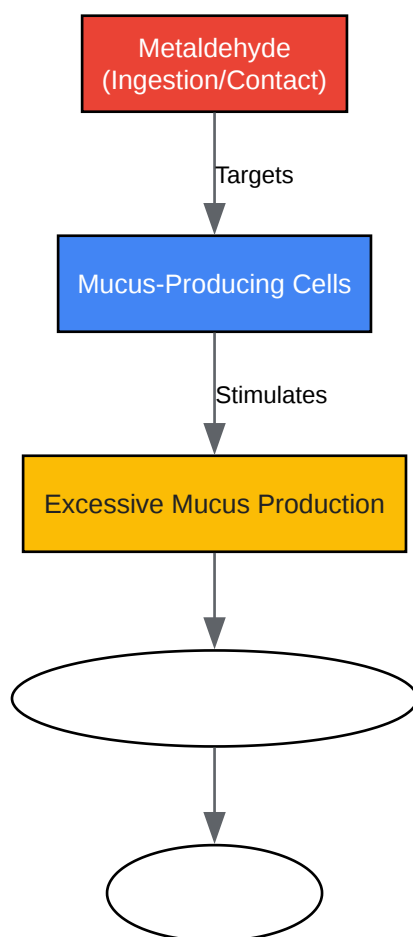 Metaldehyde
(Ingestion/Contact)
Targets
Mucus-Producing Cells
Stimulates
Excessive Mucus Production